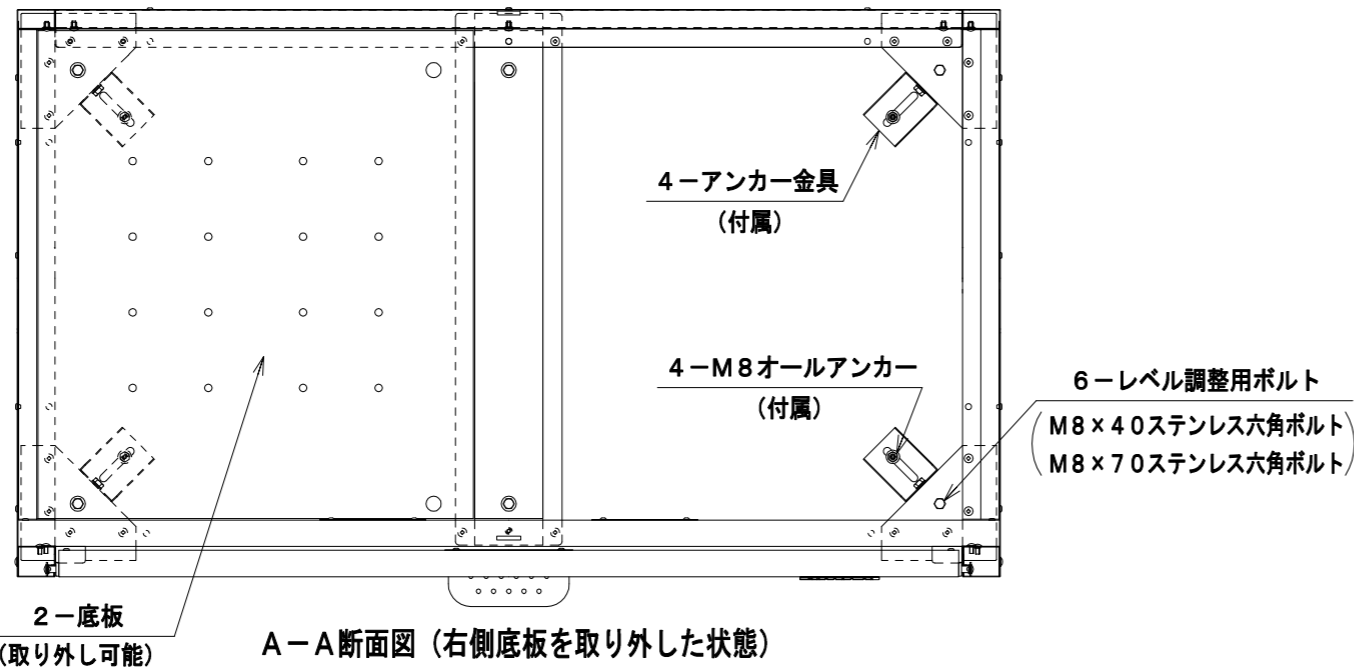 4-アンカー金具
(付属)
4-M8オールアンカー
(付属)
6-レベル調整用ボルト
(M8×40ステンレス六角ボルト
M8×70ステンレス六角ボルト)
2-底板
(取り外し可能)
A-A断面図(右側底板を取り外した状態)